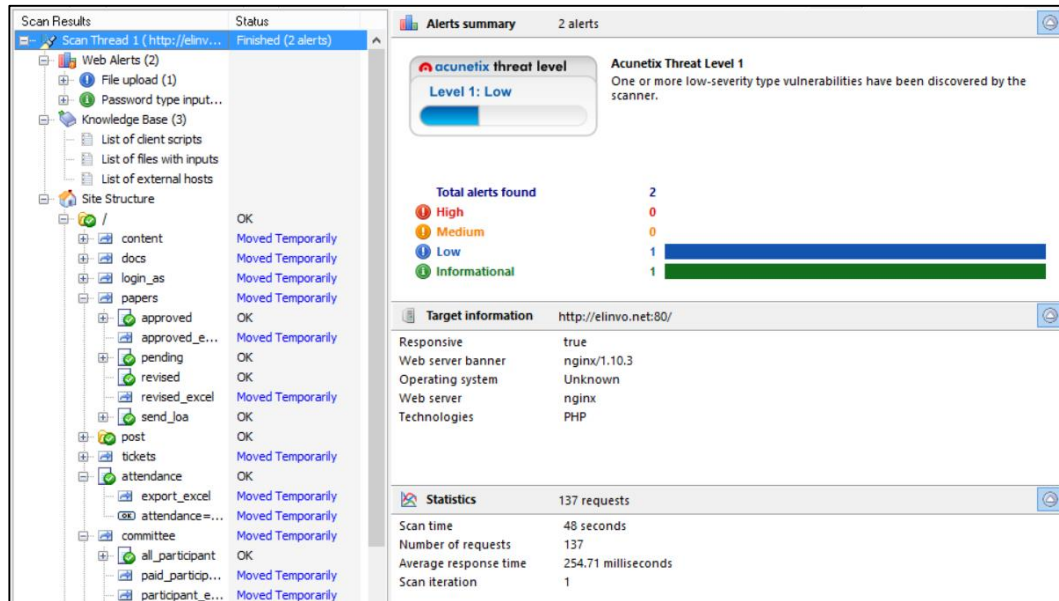 Scan Results Status
Scan Thread 1 ( http://elinv... Finished (2 alerts)
Web Alerts (2)
File upload (1)
Password type input...
Knowledge Base (3)
List of client scripts
List of files with inputs
List of external hosts
Site Structure
/ OK
content Moved Temporarily
docs Moved Temporarily
login_as Moved Temporarily
papers Moved Temporarily
approved OK
approved_e... Moved Temporarily
pending OK
revised OK
revised_excel Moved Temporarily
send_loa OK
post OK
tickets Moved Temporarily
attendance OK
export_excel Moved Temporarily
OK attendance=... Moved Temporarily
committee Moved Temporarily
all_participant OK
paid_particip... Moved Temporarily
participant_e... Moved Temporarily
Alerts summary 2 alerts
acunetix threat level
Level 1: Low
Acunetix Threat Level 1
One or more low-severity type vulnerabilities have been discovered by the
scanner.
Total alerts found 2
High 0
Medium 0
Low 1
Informational 1
Target information http://elinvo.net:80/
Responsive true
Web server banner nginx/1.10.3
Operating system Unknown
Web server nginx
Technologies PHP
Statistics 137 requests
Scan time 48 seconds
Number of requests 137
Average response time 254.71 milliseconds
Scan iteration 1